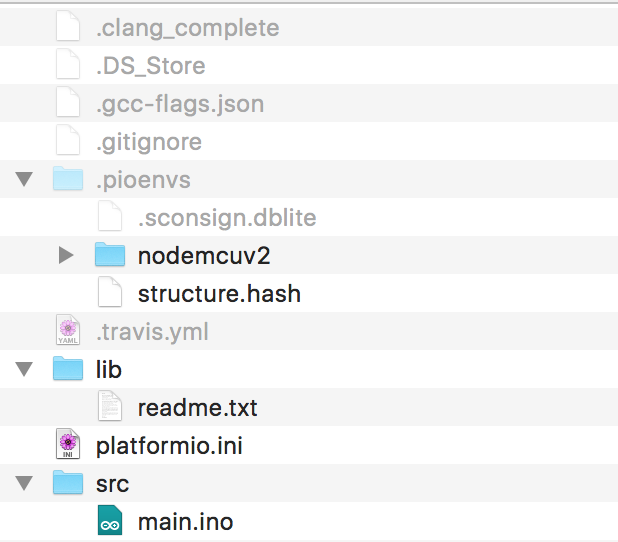 .clang_complete
.DS_Store
.gcc-flags.json
.gitignore
.pioenvs
.sconsign.dblite
nodemcuv2
structure.hash
YAML .travis.yml
lib
readme.txt
INI platformio.ini
src
main.ino